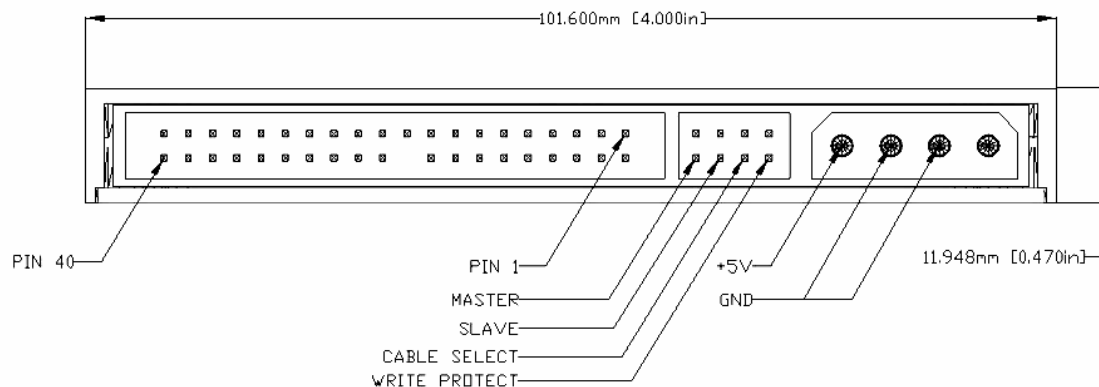 101.600mm [4.000in]
PIN 40
PIN 1
+5V
11.948mm [0.470in]
MASTER
GND
SLAVE
CABLE SELECT
WRITE PROTECT